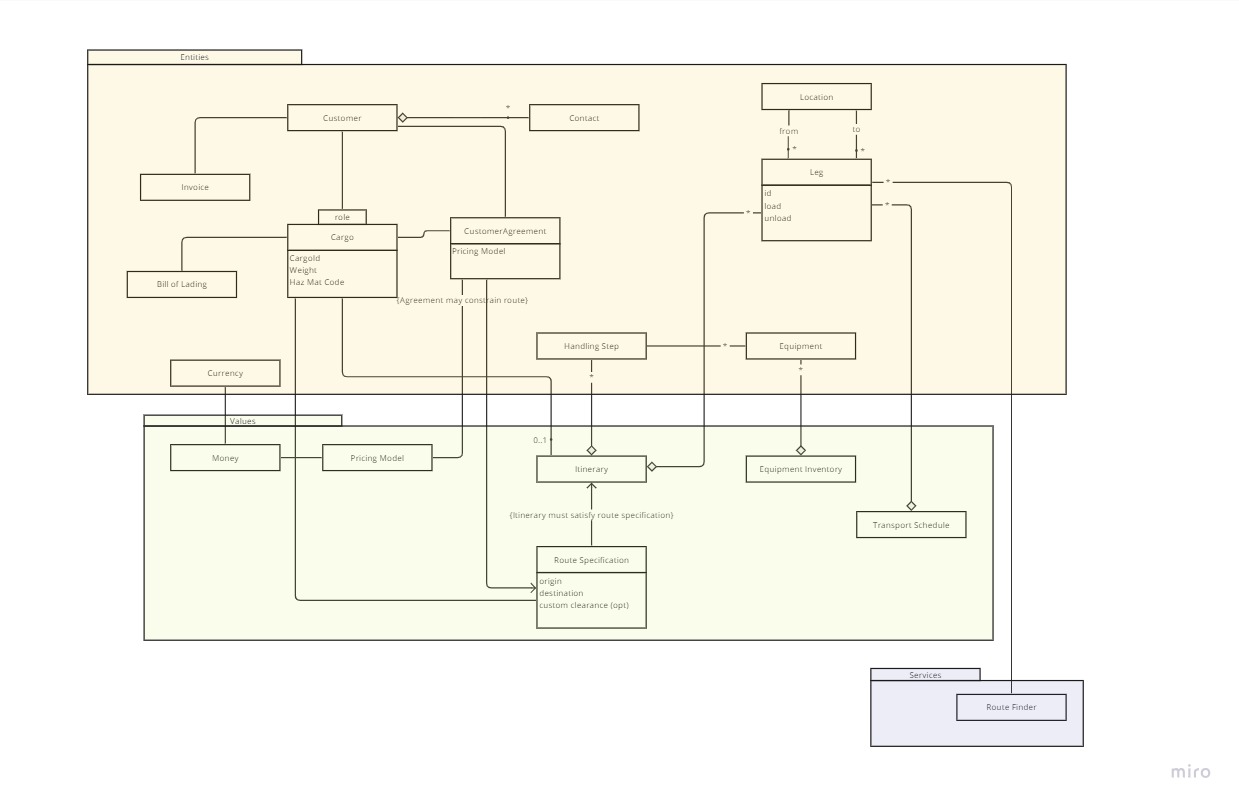 Entities
Location
Customer
*
Contact
from
to
*
*
Leg
*
id
load
unload
*
*
Invoice
role
Cargo
CargoId
Weight
Haz Mat Code
CustomerAgreement
Pricing Model
Bill of Lading
{Agreement may constrain route}
Handling Step
*
Equipment
*
*
Currency
Values
0..1
Money
Pricing Model
Itinerary
Equipment Inventory
{Itinerary must satisfy route specification}
Transport Schedule
Route Specification
origin
destination
custom clearance (opt)
Services
Route Finder
miro